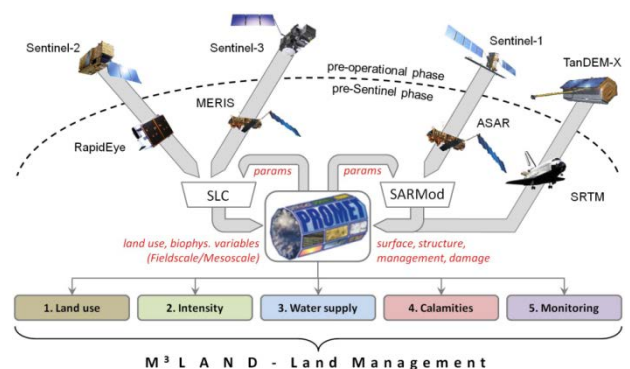 Sentinel-2
Sentinel-3
Sentinel-1
TanDEM-X
pre-operational phase
pre-Sentinel phase
MERIS
RapidEye
ASAR
SRTM
params
params
SLC
SARMod
PROMET
land use, biophys. variables
(Fieldscale/Mesoscale)
surface, structure,
management, damage
1. Land use
2. Intensity
3. Water supply
4. Calamities
5. Monitoring
M³ L A N D - Land Management